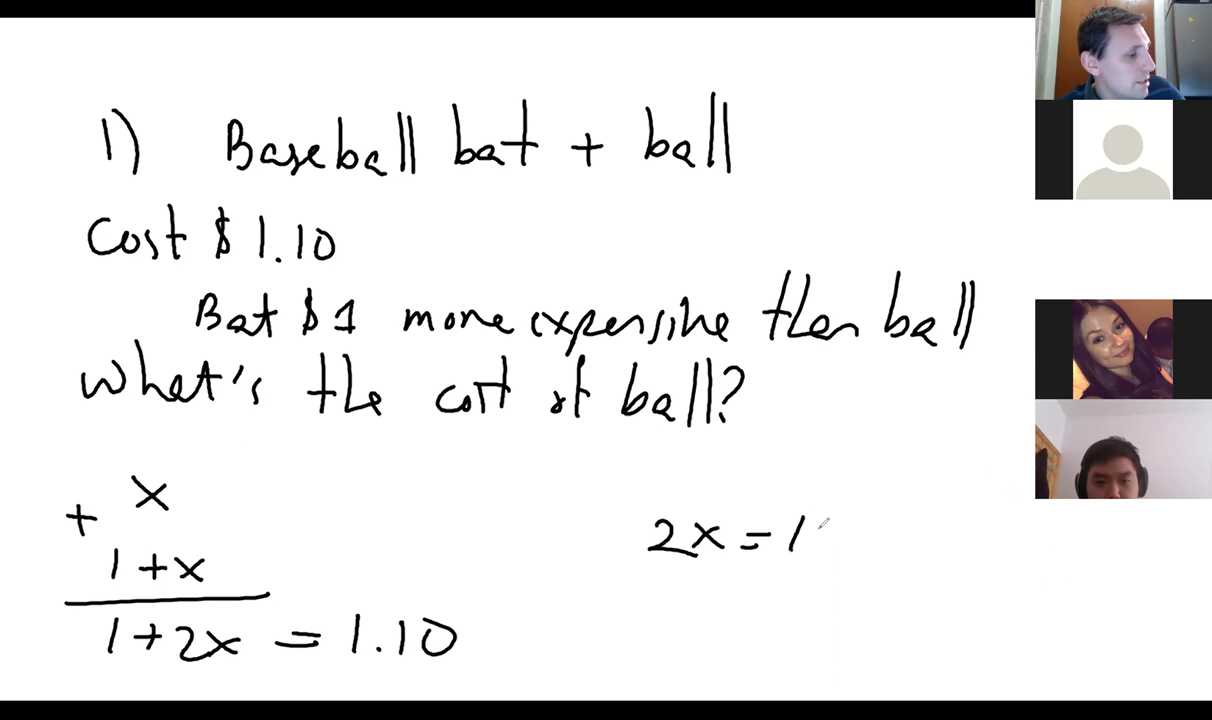 1) Baseball bat + ball
Cost $1.10
Bat $1 more expensive then ball
What's the cost of ball?
x
+
1+x
1+2x = 1.10
2x = 1